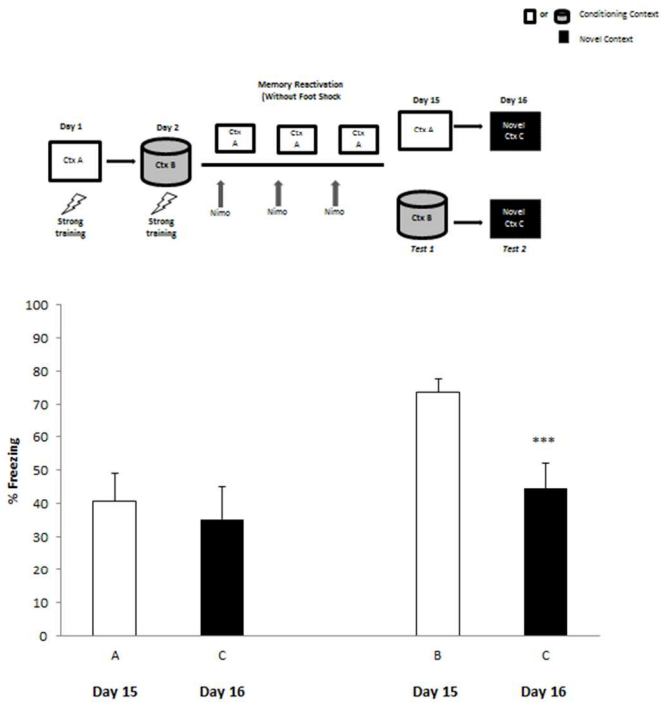 or Conditioning Context
Novel Context
Memory Reactivation
(Without Foot Shock
Day 1 Day 2 Day 15 Day 16
Ctx A Ctx B Ctx A Ctx A Ctx A Ctx A Novel Ctx C
Strong training Strong training Nimo Nimo Nimo
Ctx B Novel Ctx C
Test 1 Test 2
100
90
80
70
60
50
40
30
20
10
0
% Freezing
***
A C B C
Day 15 Day 16 Day 15 Day 16